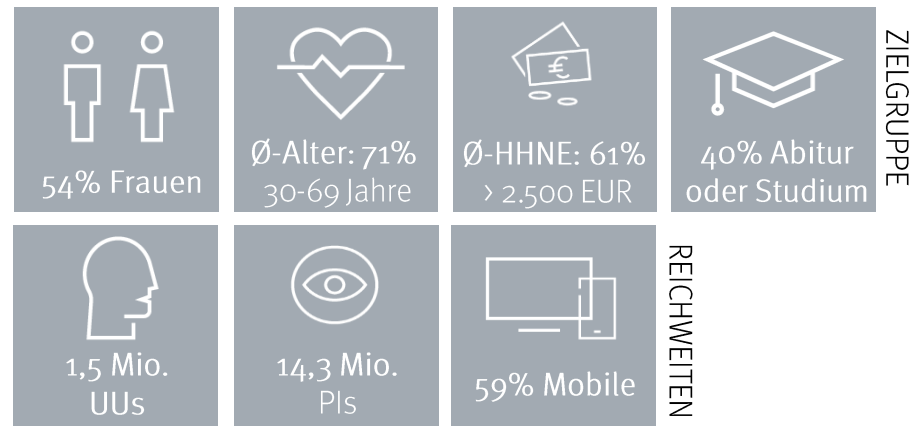 54% Frauen
Ø-Alter: 71%
30-69 Jahre
€
Ø-HHNE: 61%
> 2.500 EUR
40% Abitur
oder Studium
ZIELGRUPPE
1,5 Mio.
UUs
14,3 Mio.
PIs
59% Mobile
REICHWEITEN